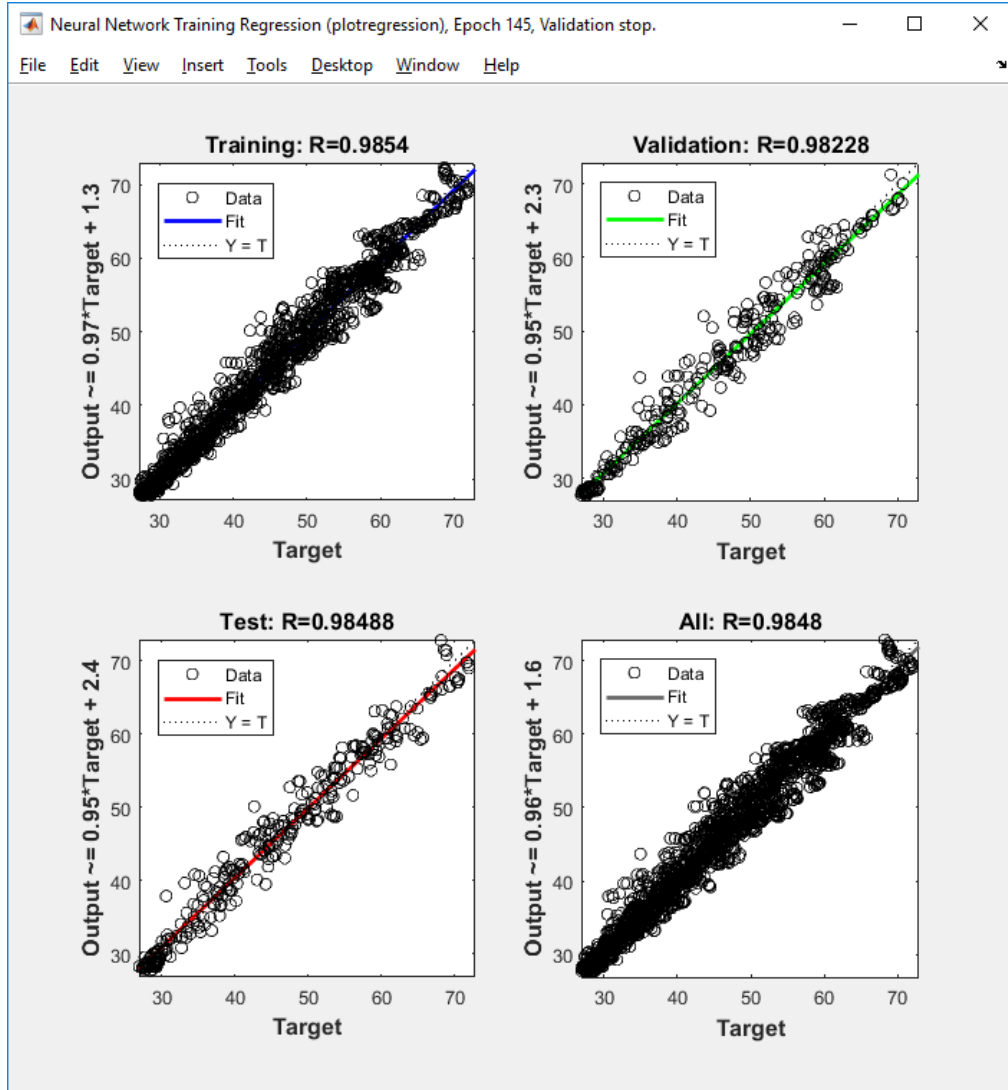 Neural Network Training Regression (plotregression), Epoch 145, Validation stop.
File Edit View Insert Tools Desktop Window Help
Training: R=0.9854
Output ~= 0.97*Target + 1.3
70
60
50
40
30
Data
Fit
Y = T
30 40 50 60 70
Target
Validation: R=0.98228
Output ~= 0.95*Target + 2.3
70
60
50
40
30
Data
Fit
Y = T
30 40 50 60 70
Target
Test: R=0.98488
Output ~= 0.95*Target + 2.4
70
60
50
40
30
Data
Fit
Y = T
30 40 50 60 70
Target
All: R=0.9848
Output ~= 0.96*Target + 1.6
70
60
50
40
30
Data
Fit
Y = T
30 40 50 60 70
Target